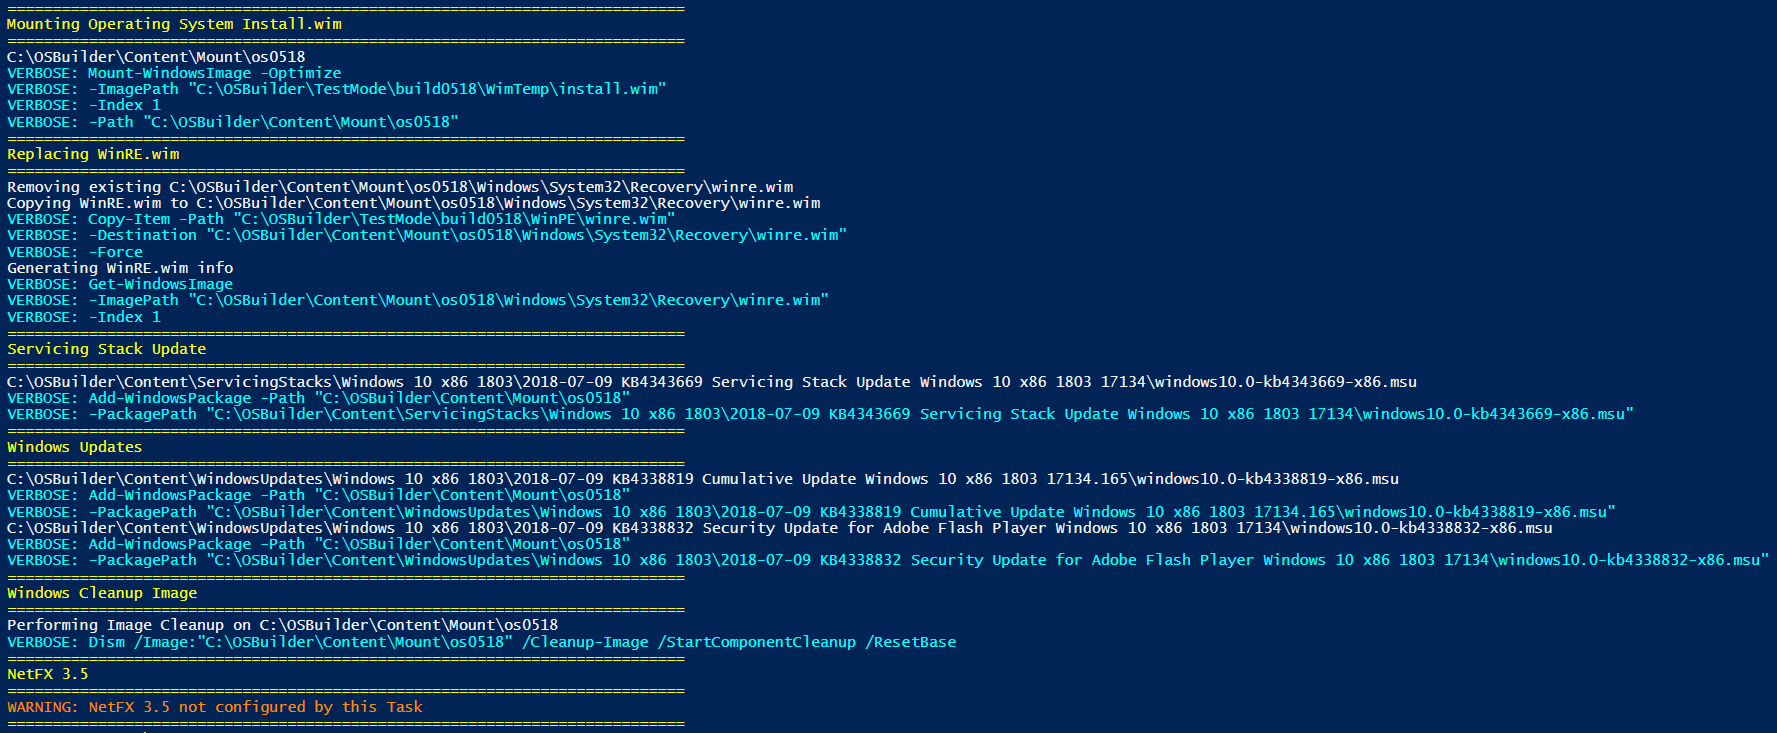 ===========================================================================
Mounting Operating System Install.wim
===========================================================================
C:\OSBuilder\Content\Mount\os0518
VERBOSE: Mount-WindowsImage -Optimize
VERBOSE: -ImagePath "C:\OSBuilder\TestMode\build0518\WimTemp\install.wim"
VERBOSE: -Index 1
VERBOSE: -Path "C:\OSBuilder\Content\Mount\os0518"
===========================================================================
Replacing WinRE.wim
===========================================================================
Removing existing C:\OSBuilder\Content\Mount\os0518\Windows\System32\Recovery\winre.wim
Copying WinRE.wim to C:\OSBuilder\Content\Mount\os0518\Windows\System32\Recovery\winre.wim
VERBOSE: Copy-Item -Path "C:\OSBuilder\TestMode\build0518\WinPE\winre.wim"
VERBOSE: -Destination "C:\OSBuilder\Content\Mount\os0518\Windows\System32\Recovery\winre.wim"
VERBOSE: -Force
Generating WinRE.wim info
VERBOSE: Get-WindowsImage
VERBOSE: -ImagePath "C:\OSBuilder\Content\Mount\os0518\Windows\System32\Recovery\winre.wim"
VERBOSE: -Index 1
===========================================================================
Servicing Stack Update
===========================================================================
C:\OSBuilder\Content\ServicingStacks\Windows 10 x86 1803\2018-07-09 KB4343669 Servicing Stack Update Windows 10 x86 1803 17134\windows10.0-kb4343669-x86.msu
VERBOSE: Add-WindowsPackage -Path "C:\OSBuilder\Content\Mount\os0518"
VERBOSE: -PackagePath "C:\OSBuilder\Content\ServicingStacks\Windows 10 x86 1803\2018-07-09 KB4343669 Servicing Stack Update Windows 10 x86 1803 17134\windows10.0-kb4343669-x86.msu"
===========================================================================
Windows Updates
===========================================================================
C:\OSBuilder\Content\WindowsUpdates\Windows 10 x86 1803\2018-07-09 KB4338819 Cumulative Update Windows 10 x86 1803 17134.165\windows10.0-kb4338819-x86.msu
VERBOSE: Add-WindowsPackage -Path "C:\OSBuilder\Content\Mount\os0518"
VERBOSE: -PackagePath "C:\OSBuilder\Content\WindowsUpdates\Windows 10 x86 1803\2018-07-09 KB4338819 Cumulative Update Windows 10 x86 1803 17134.165\windows10.0-kb4338819-x86.msu"
C:\OSBuilder\Content\WindowsUpdates\Windows 10 x86 1803\2018-07-09 KB4338832 Security Update for Adobe Flash Player Windows 10 x86 1803 17134\windows10.0-kb4338832-x86.msu
VERBOSE: Add-WindowsPackage -Path "C:\OSBuilder\Content\Mount\os0518"
VERBOSE: -PackagePath "C:\OSBuilder\Content\WindowsUpdates\Windows 10 x86 1803\2018-07-09 KB4338832 Security Update for Adobe Flash Player Windows 10 x86 1803 17134\windows10.0-kb4338832-x86.msu"
===========================================================================
Windows Cleanup Image
===========================================================================
Performing Image Cleanup on C:\OSBuilder\Content\Mount\os0518
VERBOSE: Dism /Image:"C:\OSBuilder\Content\Mount\os0518" /Cleanup-Image /StartComponentCleanup /ResetBase
===========================================================================
NetFX 3.5
===========================================================================
WARNING: NetFX 3.5 not configured by this Task
===========================================================================